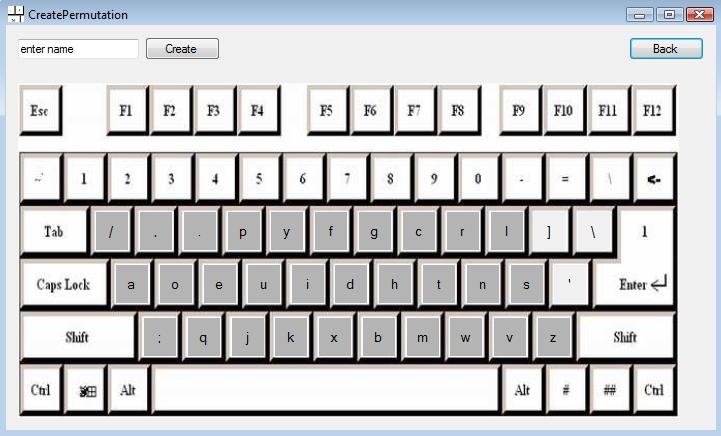 CreatePermutation
enter name Create Back
Esc F1 F2 F3 F4 F5 F6 F7 F8 F9 F10 F11 F12
~` 1 2 3 4 5 6 7 8 9 0 - = \ <-
Tab / , . p y f g c r l ] \ 1
Caps Lock a o e u i d h t n s ' Enter
Shift ; q j k x b m w v z Shift
Ctrl Alt Alt # ## Ctrl